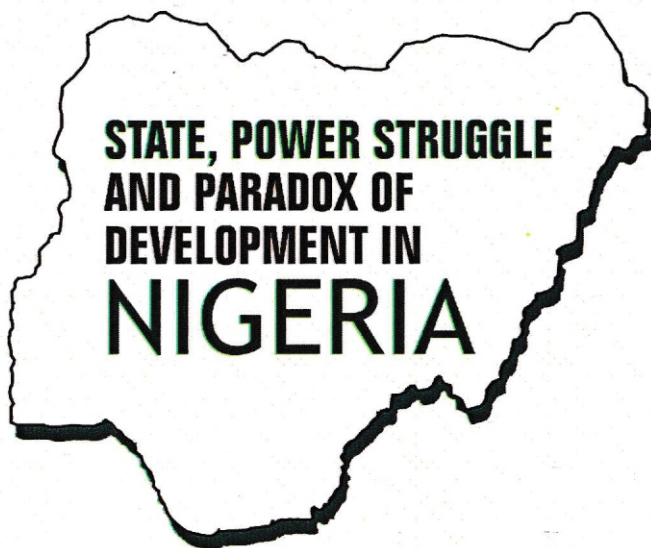 STATE, POWER STRUGGLE
AND PARADOX OF
DEVELOPMENT IN
NIGERIA